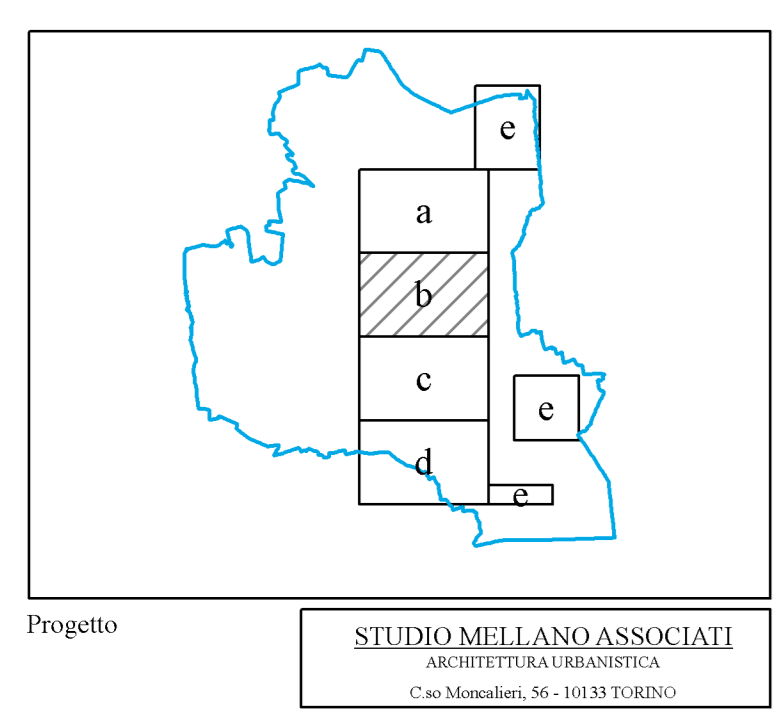 e
a
b
c
e
d
e
Progetto
STUDIO MELLANO ASSOCIATI
ARCHITETTURA URBANISTICA
C.so Moncalieri, 56 - 10133 TORINO